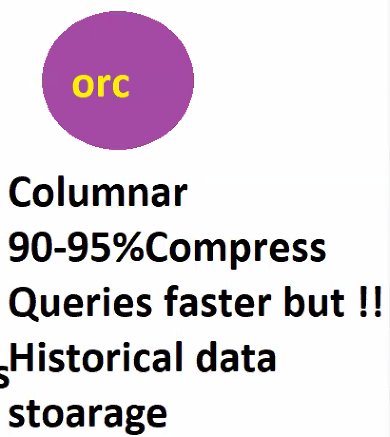 orc
Columnar
90-95%Compress
Queries faster but !!
Historical data
stoarage